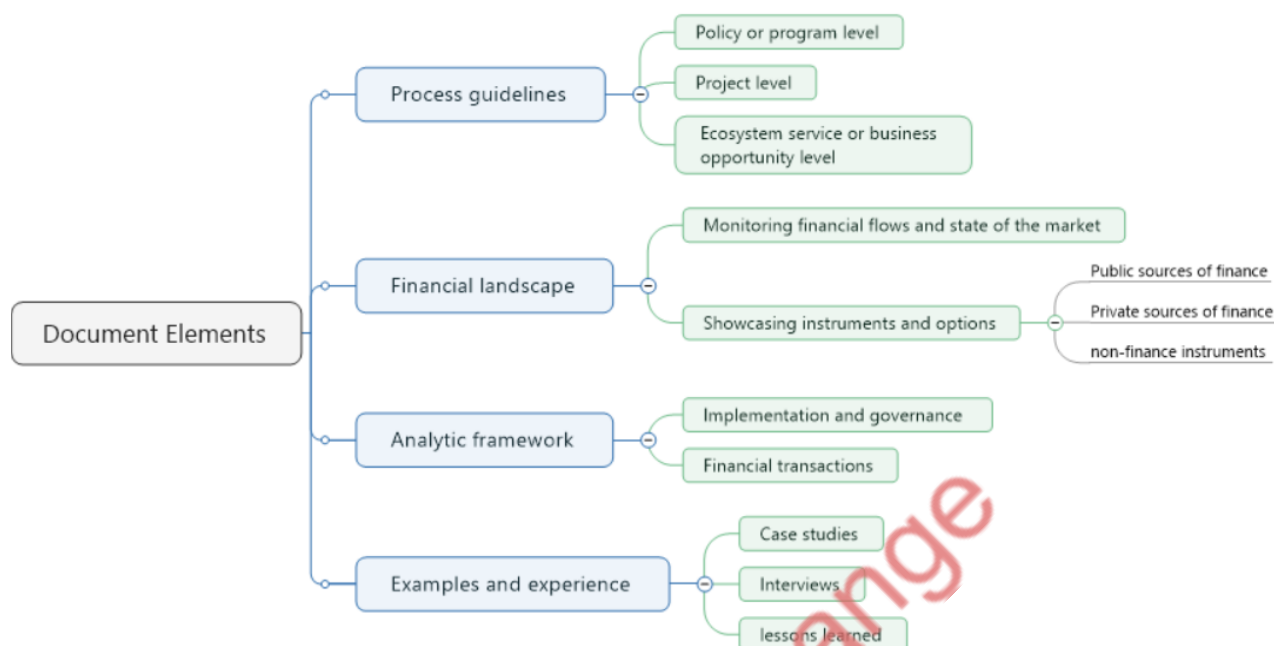 Document Elements
Process guidelines
Policy or program level
Project level
Ecosystem service or business
opportunity level
Financial landscape
Monitoring financial flows and state of the market
Showcasing instruments and options
Public sources of finance
Private sources of finance
non-finance instruments
Analytic framework
Implementation and governance
Financial transactions
Examples and experience
Case studies
Interviews
lessons learned
ange